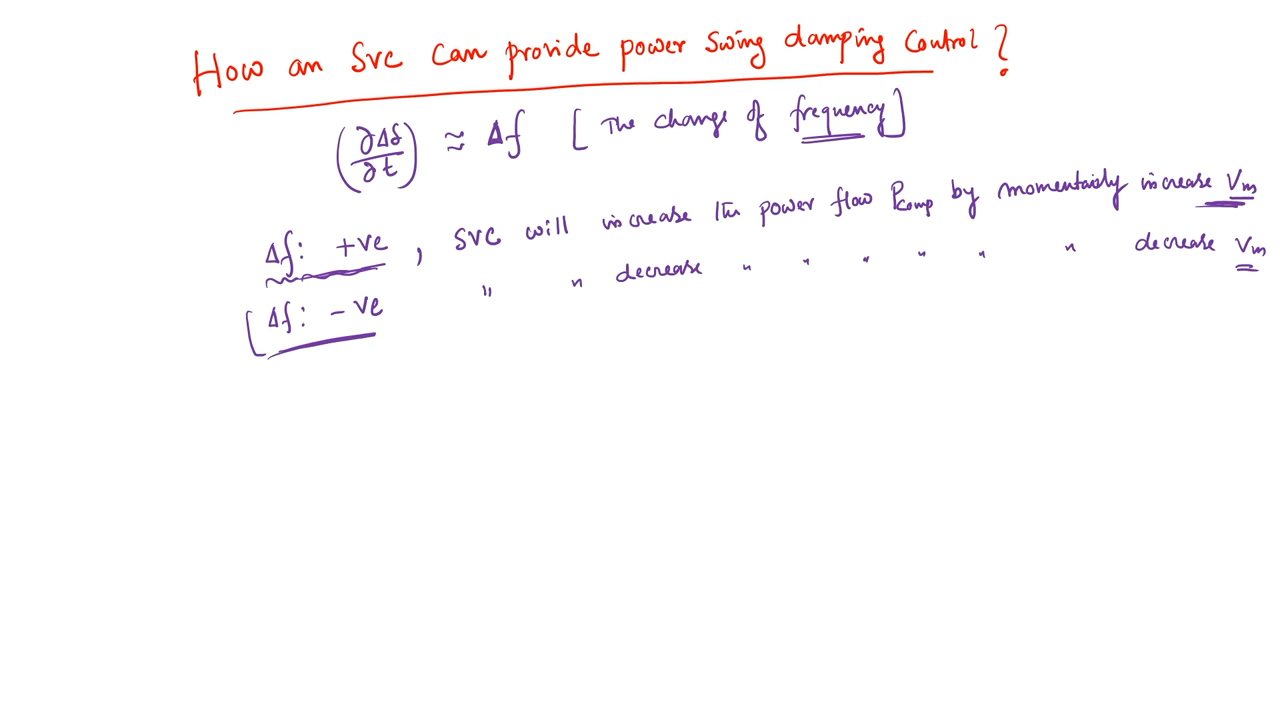 How an SVC can provide power swing damping control?
(∂Δδ/∂t) ≈ Δf [The change of frequency]
Δf: +ve, SVC will increase the power flow Pcomp by momentarily increase Vm
Δf: -ve " " decrease " " " " " " decrease Vm